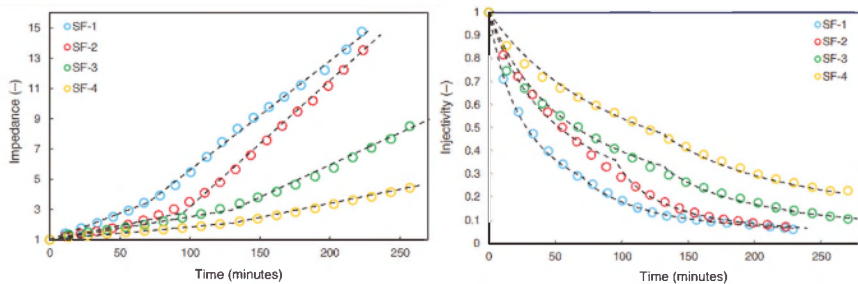 15
13
11
9
7
5
3
1
Impedance (–)
SF-1
SF-2
SF-3
SF-4
0 50 100 150 200 250
Time (minutes)
1
0.9
0.8
0.7
0.6
0.5
0.4
0.3
0.2
0.1
0
Injectivity (–)
SF-1
SF-2
SF-3
SF-4
0 50 100 150 200 250
Time (minutes)